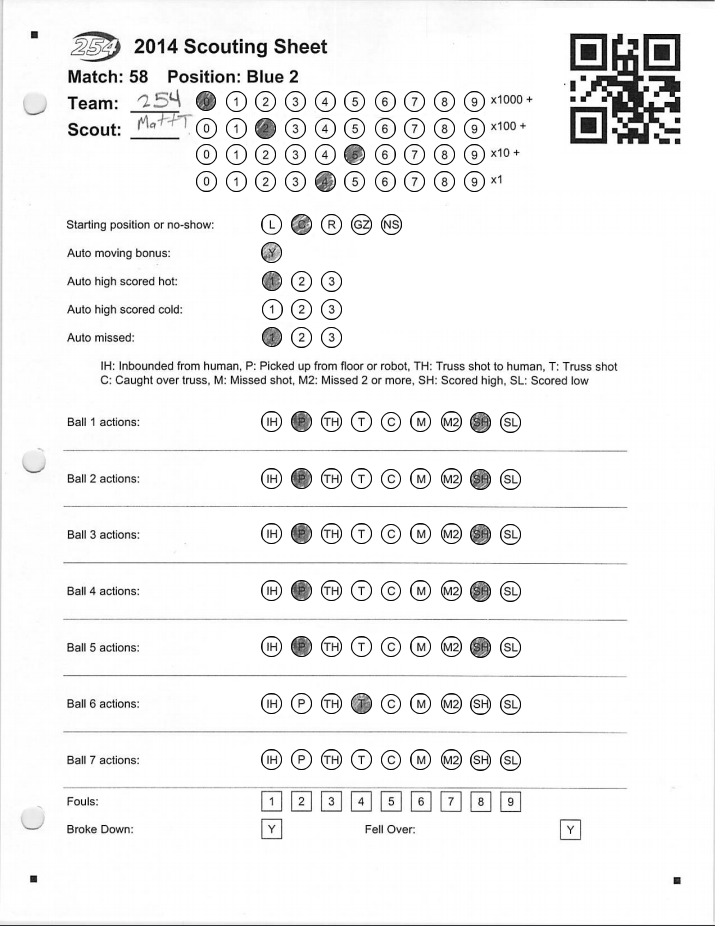 254 2014 Scouting Sheet
Match: 58 Position: Blue 2
Team: 254 0 1 2 3 4 5 6 7 8 9 x1000 +
Scout: MattT 0 1 2 3 4 5 6 7 8 9 x100 +
0 1 2 3 4 5 6 7 8 9 x10 +
0 1 2 3 4 5 6 7 8 9 x1
Starting position or no-show: L C R GZ NS
Auto moving bonus: Y
Auto high scored hot: 1 2 3
Auto high scored cold: 1 2 3
Auto missed: 1 2 3
IH: Inbounded from human, P: Picked up from floor or robot, TH: Truss shot to human, T: Truss shot
C: Caught over truss, M: Missed shot, M2: Missed 2 or more, SH: Scored high, SL: Scored low
Ball 1 actions: IH P TH T C M M2 SH SL
Ball 2 actions: IH P TH T C M M2 SH SL
Ball 3 actions: IH P TH T C M M2 SH SL
Ball 4 actions: IH P TH T C M M2 SH SL
Ball 5 actions: IH P TH T C M M2 SH SL
Ball 6 actions: IH P TH T C M M2 SH SL
Ball 7 actions: IH P TH T C M M2 SH SL
Fouls: 1 2 3 4 5 6 7 8 9
Broke Down: Y Fell Over: Y